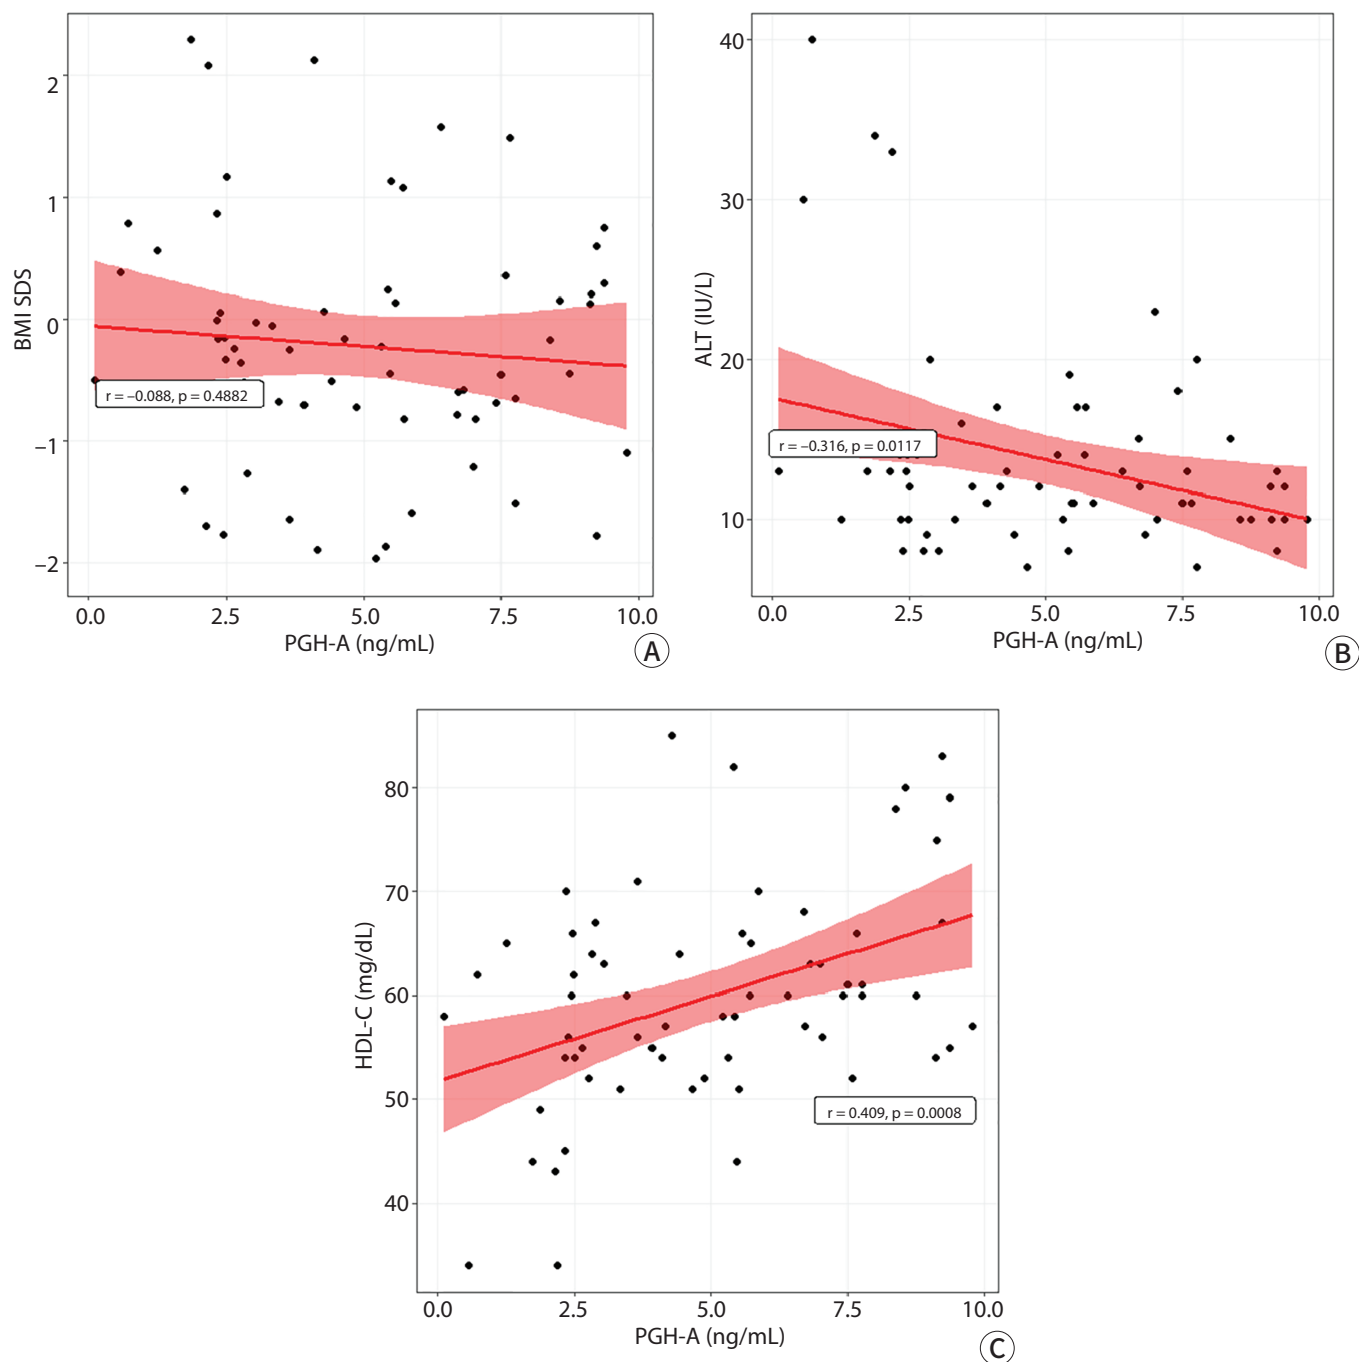 2
1
0
−1
−2
BMI SDS
r = −0.088, p = 0.4882
0.0 2.5 5.0 7.5 10.0
PGH-A (ng/mL)
A
40
30
20
10
ALT (IU/L)
r = −0.316, p = 0.0117
0.0 2.5 5.0 7.5 10.0
PGH-A (ng/mL)
B
80
70
60
50
40
HDL-C (mg/dL)
r = 0.409, p = 0.0008
0.0 2.5 5.0 7.5 10.0
PGH-A (ng/mL)
C